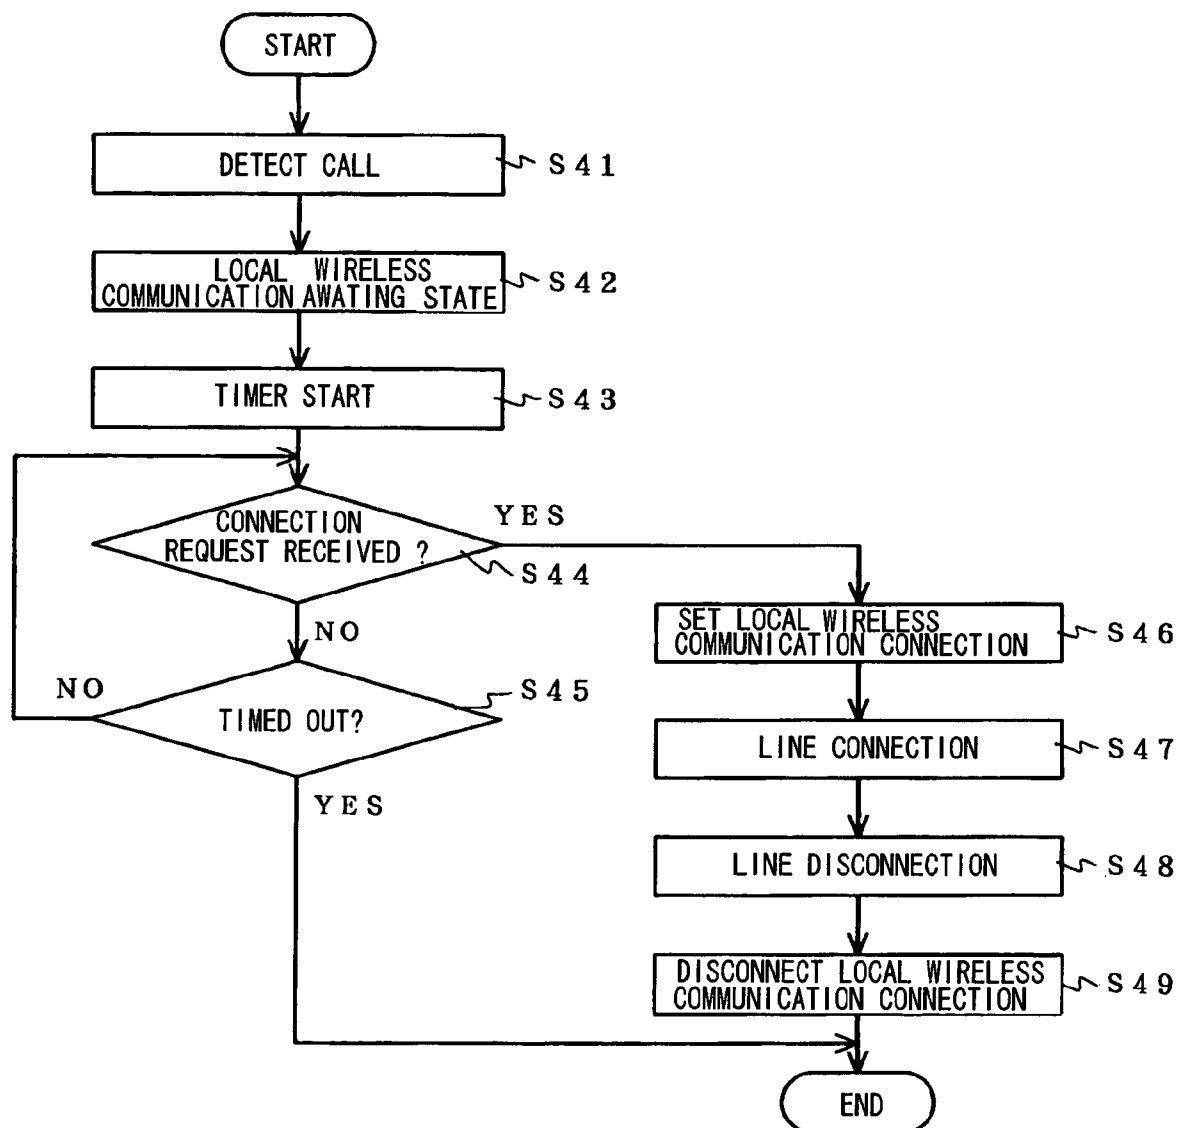 START
DETECT CALL
S41
LOCAL WIRELESS
COMMUNICATION AWATING STATE
S42
TIMER START
S43
CONNECTION
REQUEST RECEIVED ?
YES
S44
NO
TIMED OUT?
NO
S45
YES
SET LOCAL WIRELESS
COMMUNICATION CONNECTION
S46
LINE CONNECTION
S47
LINE DISCONNECTION
S48
DISCONNECT LOCAL WIRELESS
COMMUNICATION CONNECTION
S49
END